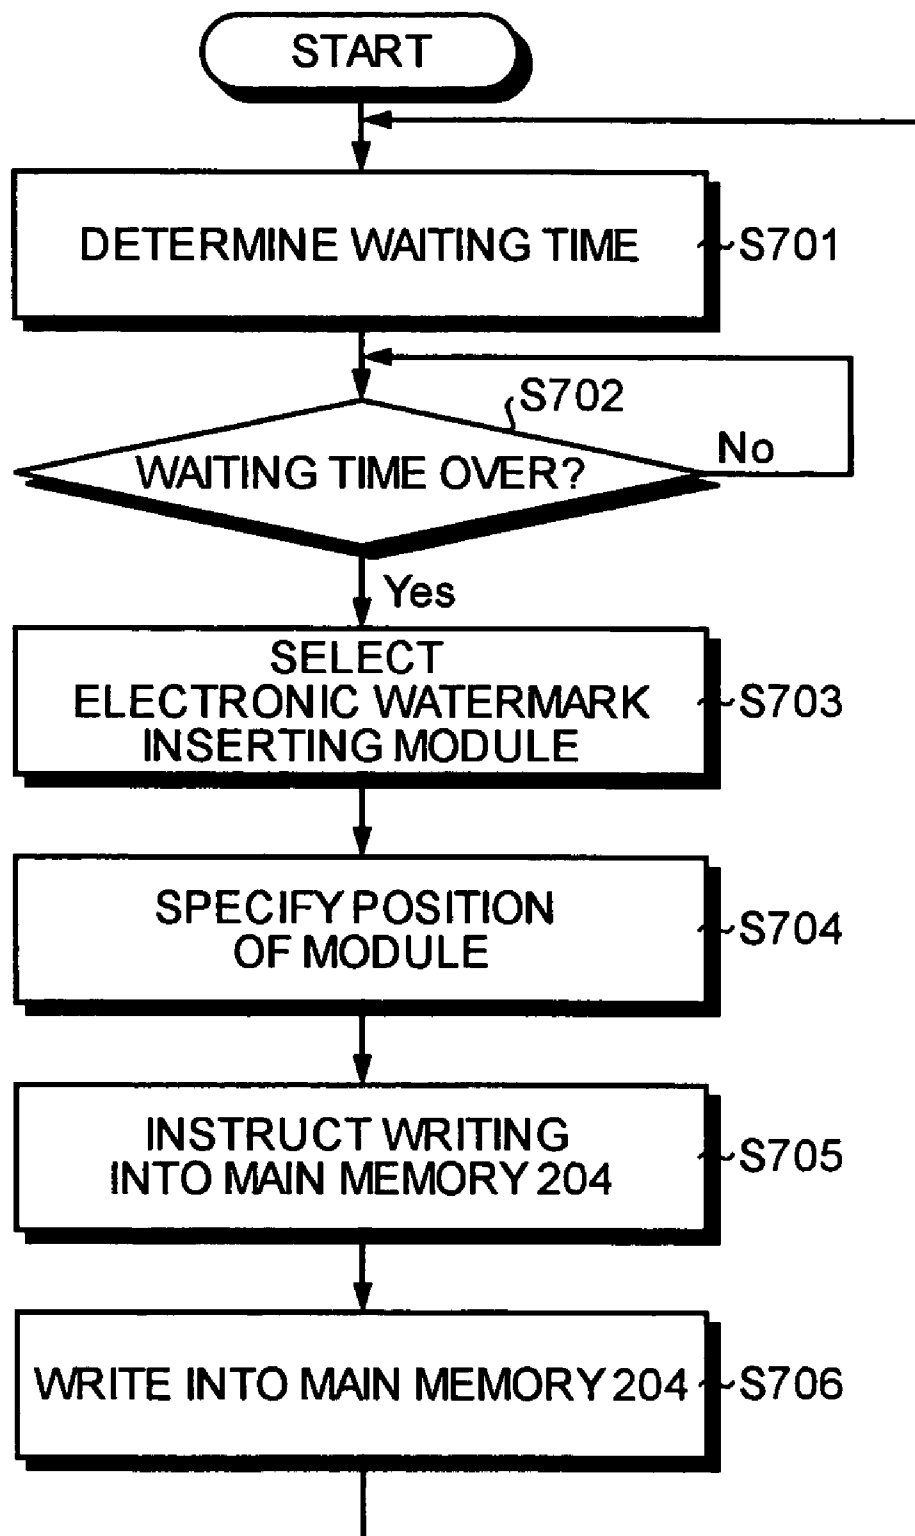 START
DETERMINE WAITING TIME
S701
S702
WAITING TIME OVER?
No
Yes
SELECT
ELECTRONIC WATERMARK
INSERTING MODULE
S703
SPECIFY POSITION
OF MODULE
S704
INSTRUCT WRITING
INTO MAIN MEMORY 204
S705
WRITE INTO MAIN MEMORY 204
S706